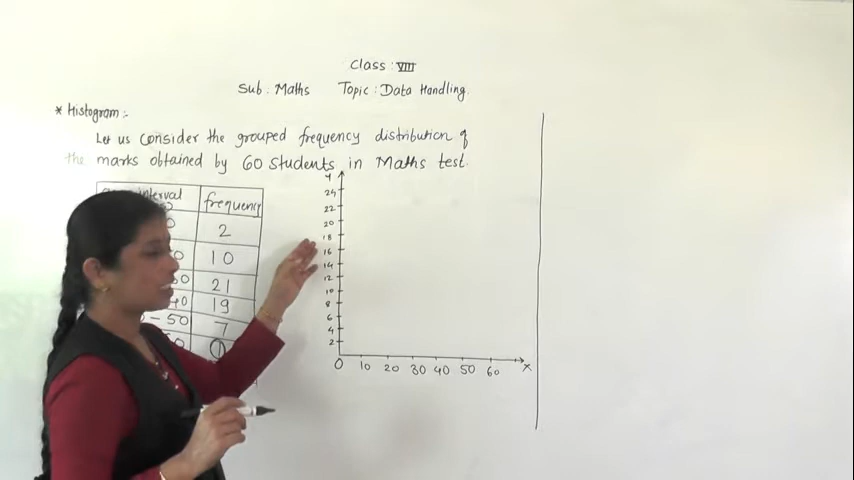 Class : VIII
Sub : Maths Topic : Data Handling.
* Histogram :-
Let us consider the grouped frequency distribution of
the marks obtained by 60 students in Maths test.
interval frequency
2
10
21
40 19
- 50 7
1
Y
24
22
20
18
16
14
12
10
8
6
4
2
0 10 20 30 40 50 60 X